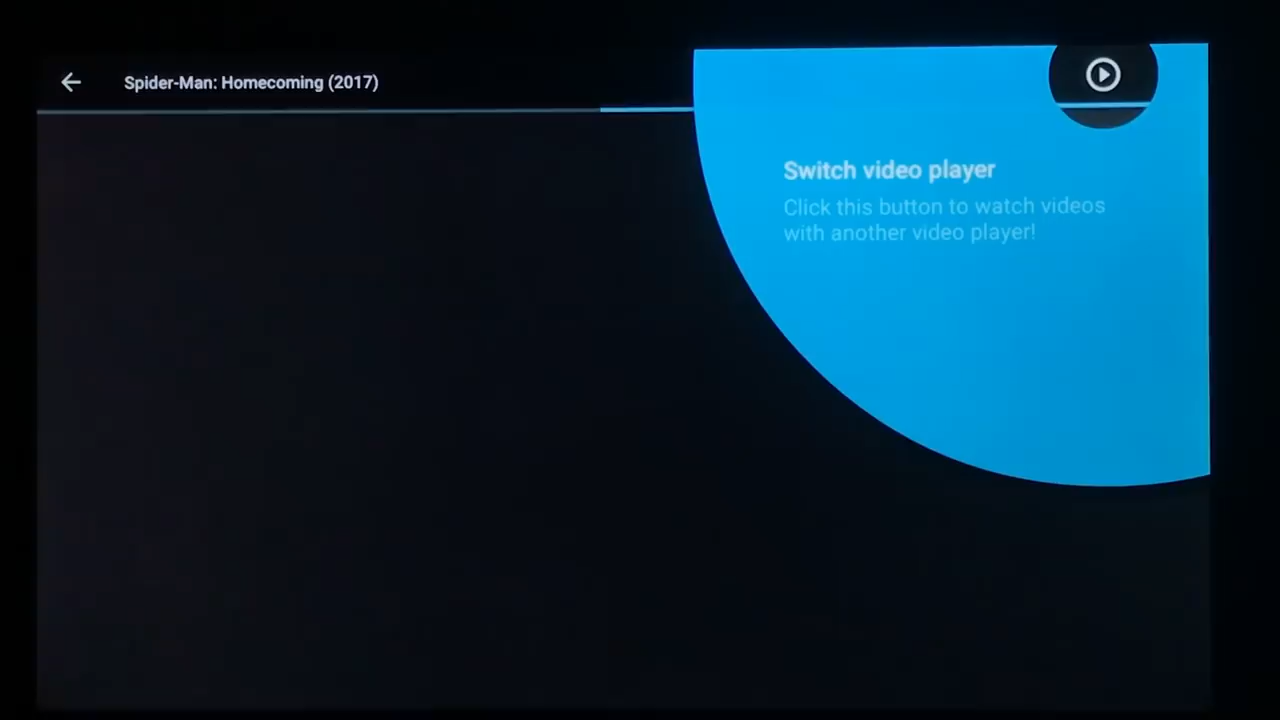 Spider-Man: Homecoming (2017)
Switch video player
Click this button to watch videos
with another video player!